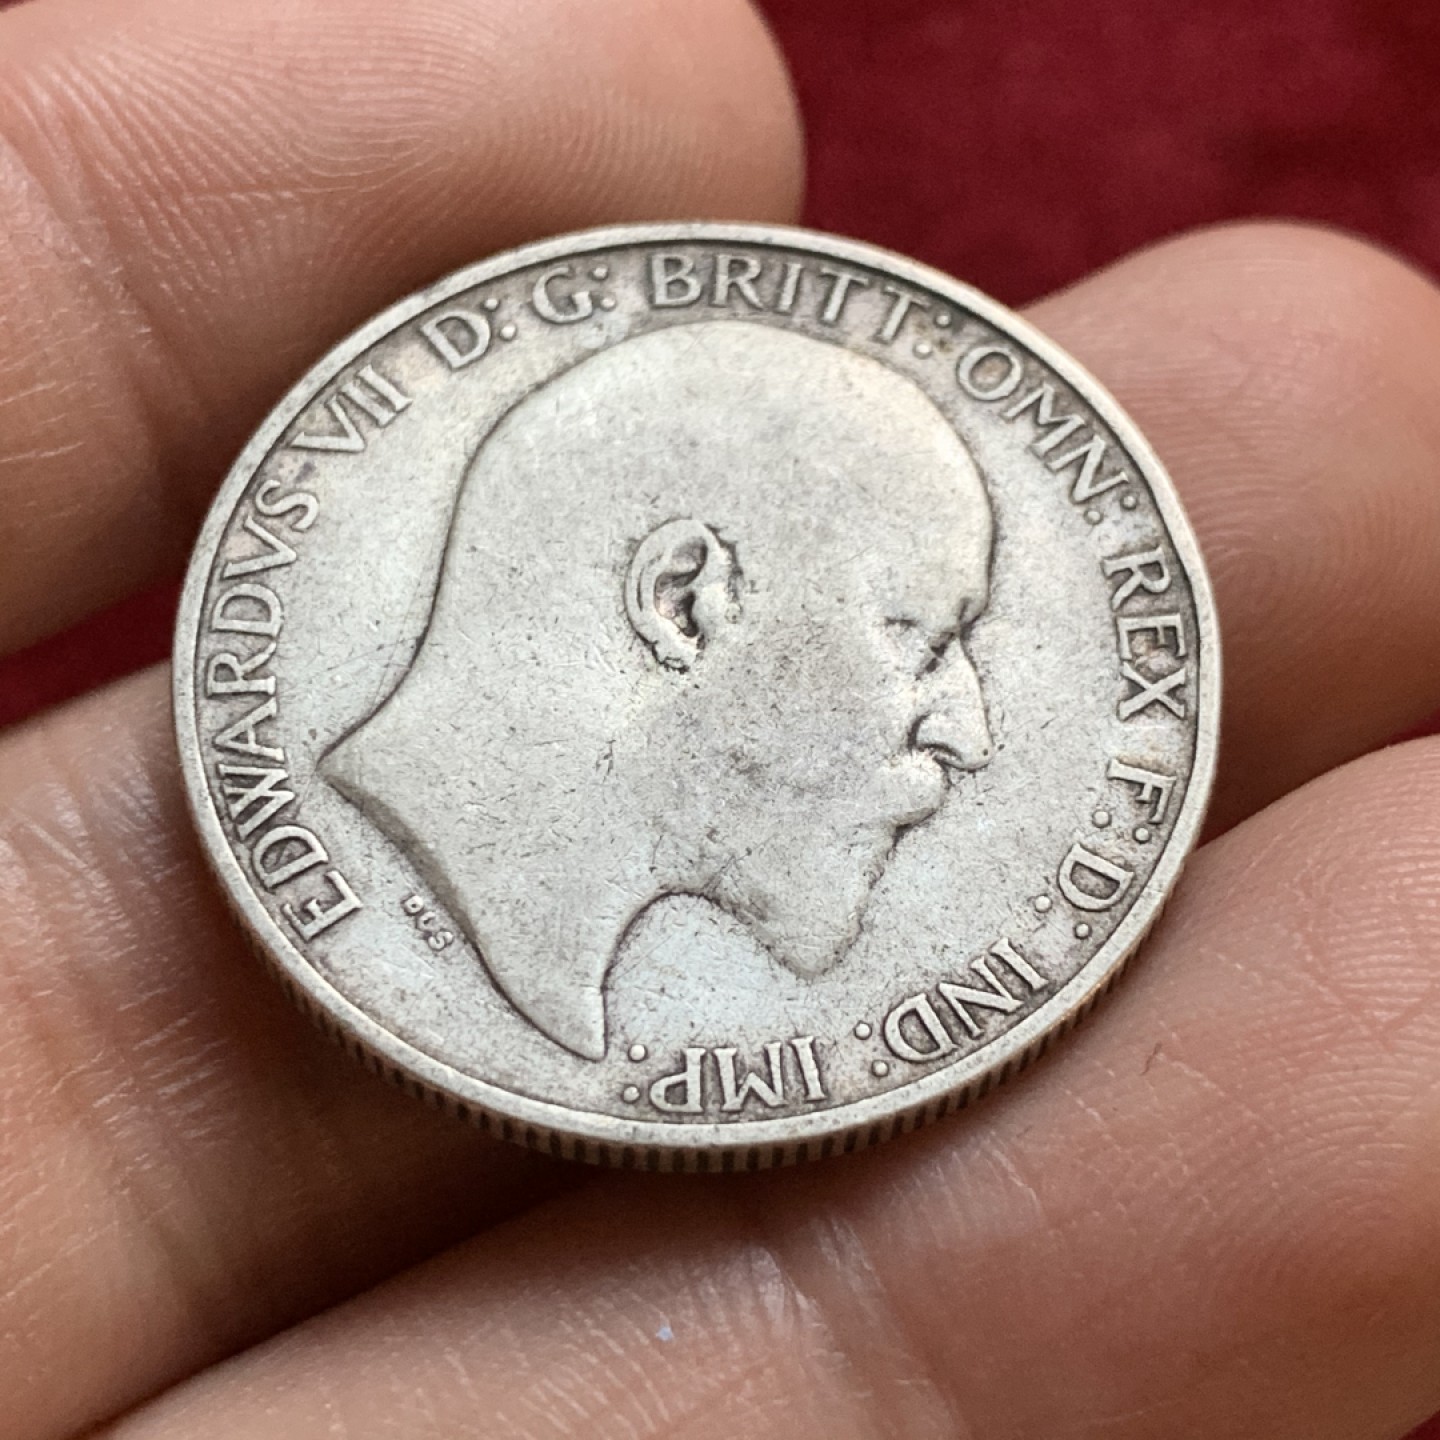 EDWARDVS VII D: G: BRITT: OMN: REX F: D: IND: IMP:
DES